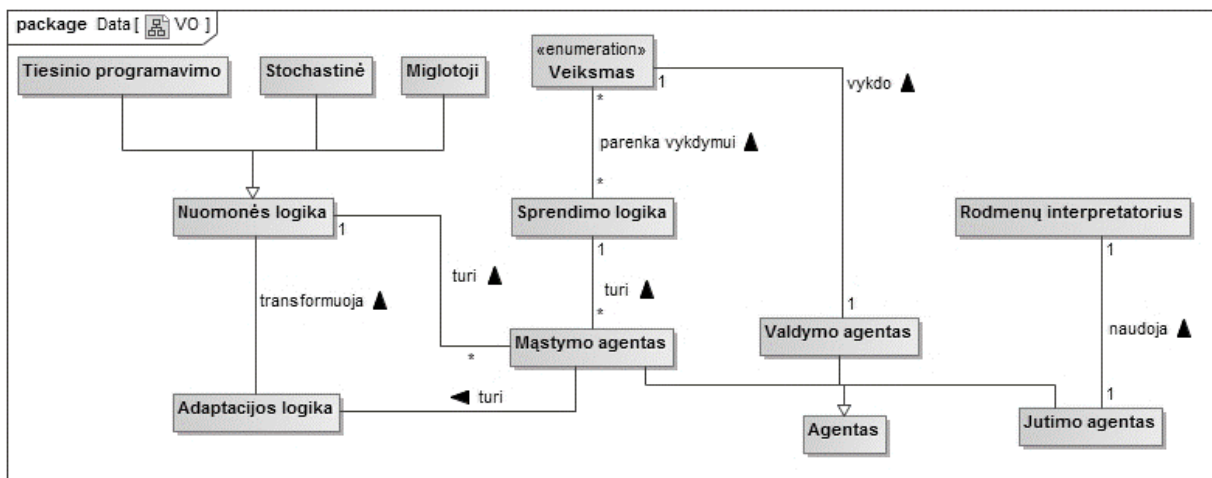 package Data [ VO ]
Tiesinio programavimo
Stochastinė
Miglotoji
«enumeration»
Veiksmas
1
vykdo
*
parenka vykdymui
*
Nuomonės logika
1
Sprendimo logika
1
Rodmenų interpretatorius
1
turi
turi
transformuoja
*
1
Mąstymo agentas
*
Valdymo agentas
naudoja
turi
Adaptacijos logika
1
Agentas
Jutimo agentas